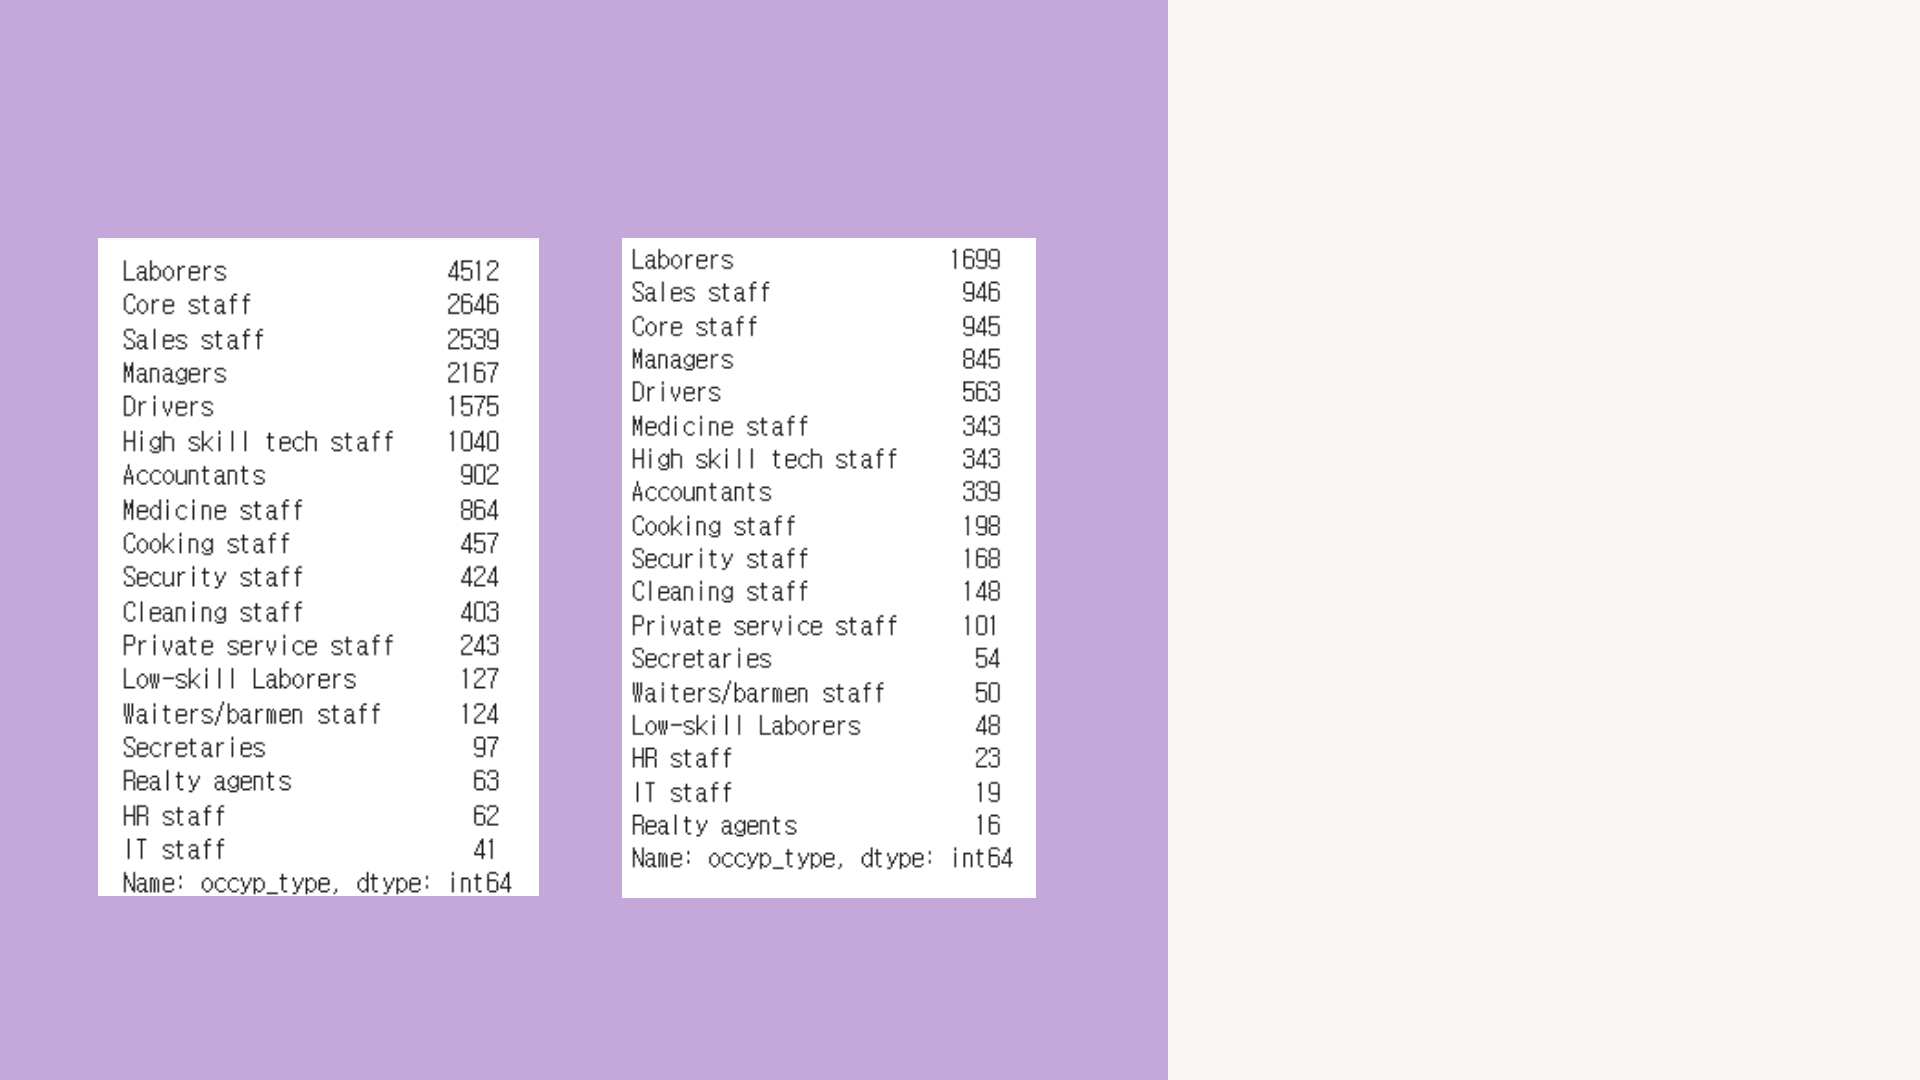 Laborers 4512
Core staff 2646
Sales staff 2539
Managers 2167
Drivers 1575
High skill tech staff 1040
Accountants 902
Medicine staff 864
Cooking staff 457
Security staff 424
Cleaning staff 403
Private service staff 243
Low-skill Laborers 127
Waiters/barmen staff 124
Secretaries 97
Realty agents 63
HR staff 62
IT staff 41
Name: occyp_type, dtype: int64
Laborers 1699
Sales staff 946
Core staff 945
Managers 845
Drivers 563
Medicine staff 343
High skill tech staff 343
Accountants 339
Cooking staff 198
Security staff 168
Cleaning staff 148
Private service staff 101
Secretaries 54
Waiters/barmen staff 50
Low-skill Laborers 48
HR staff 23
IT staff 19
Realty agents 16
Name: occyp_type, dtype: int64